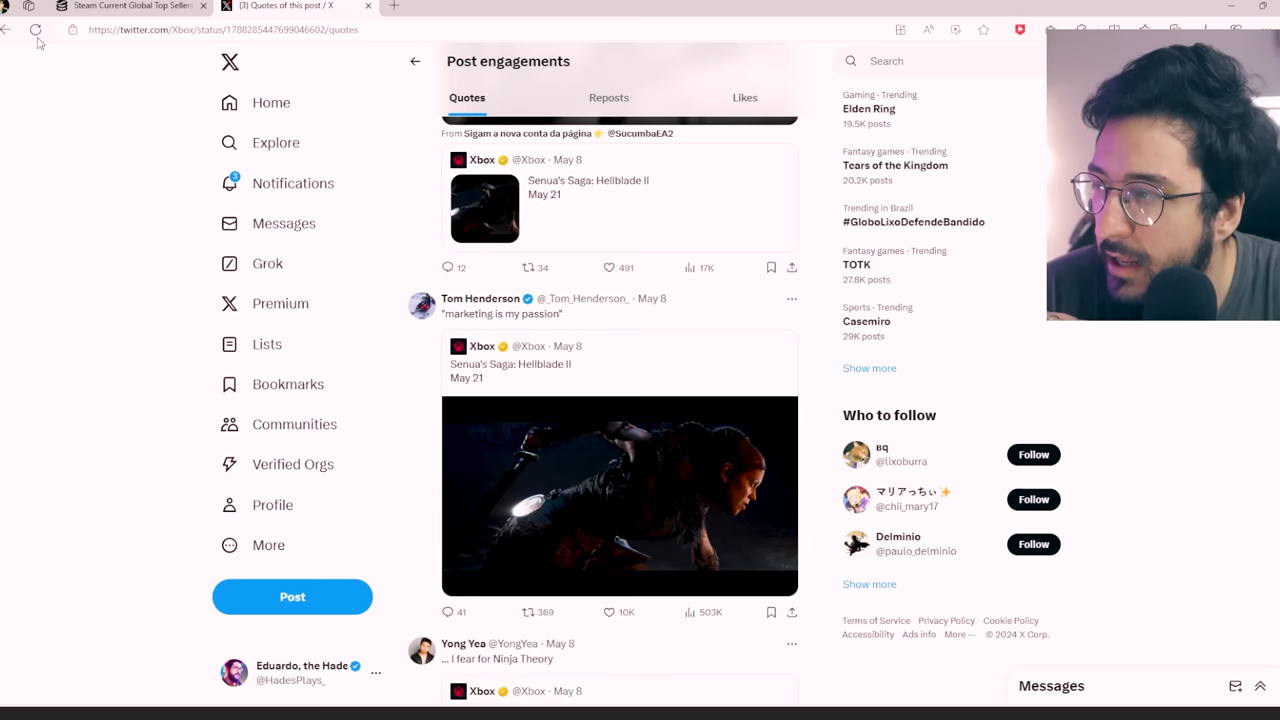 Steam Current Global Top Sellers
(3) Quotes of this post / X
https://twitter.com/Xbox/status/1788285447699046602/quotes
Home
Explore
3
Notifications
Messages
Grok
Premium
Lists
Bookmarks
Communities
Verified Orgs
Profile
More
Post
Eduardo, the Hade
@HadesPlays_
Post engagements
Quotes Reposts Likes
From Sigam a nova conta da página 👉 @SucumbaEA2
Xbox @Xbox · May 8
Senua's Saga: Hellblade II
May 21
12 34 491 17K
Tom Henderson @_Tom_Henderson_ · May 8
"marketing is my passion"
Xbox @Xbox · May 8
Senua's Saga: Hellblade II
May 21
41 369 10K 503K
Yong Yea @YongYea · May 8
... I fear for Ninja Theory
Xbox @Xbox · May 8
Search
Gaming · Trending
Elden Ring
19.5K posts
Fantasy games · Trending
Tears of the Kingdom
20.2K posts
Trending in Brazil
#GloboLixoDefendeBandido
Fantasy games · Trending
TOTK
27.8K posts
Sports · Trending
Casemiro
29K posts
Show more
Who to follow
вq
@lixoburra
Follow
マリアっちぃ✨
@chii_mary17
Follow
Delminio
@paulo_delminio
Follow
Show more
Terms of Service Privacy Policy Cookie Policy
Accessibility Ads info More ··· © 2024 X Corp.
Messages